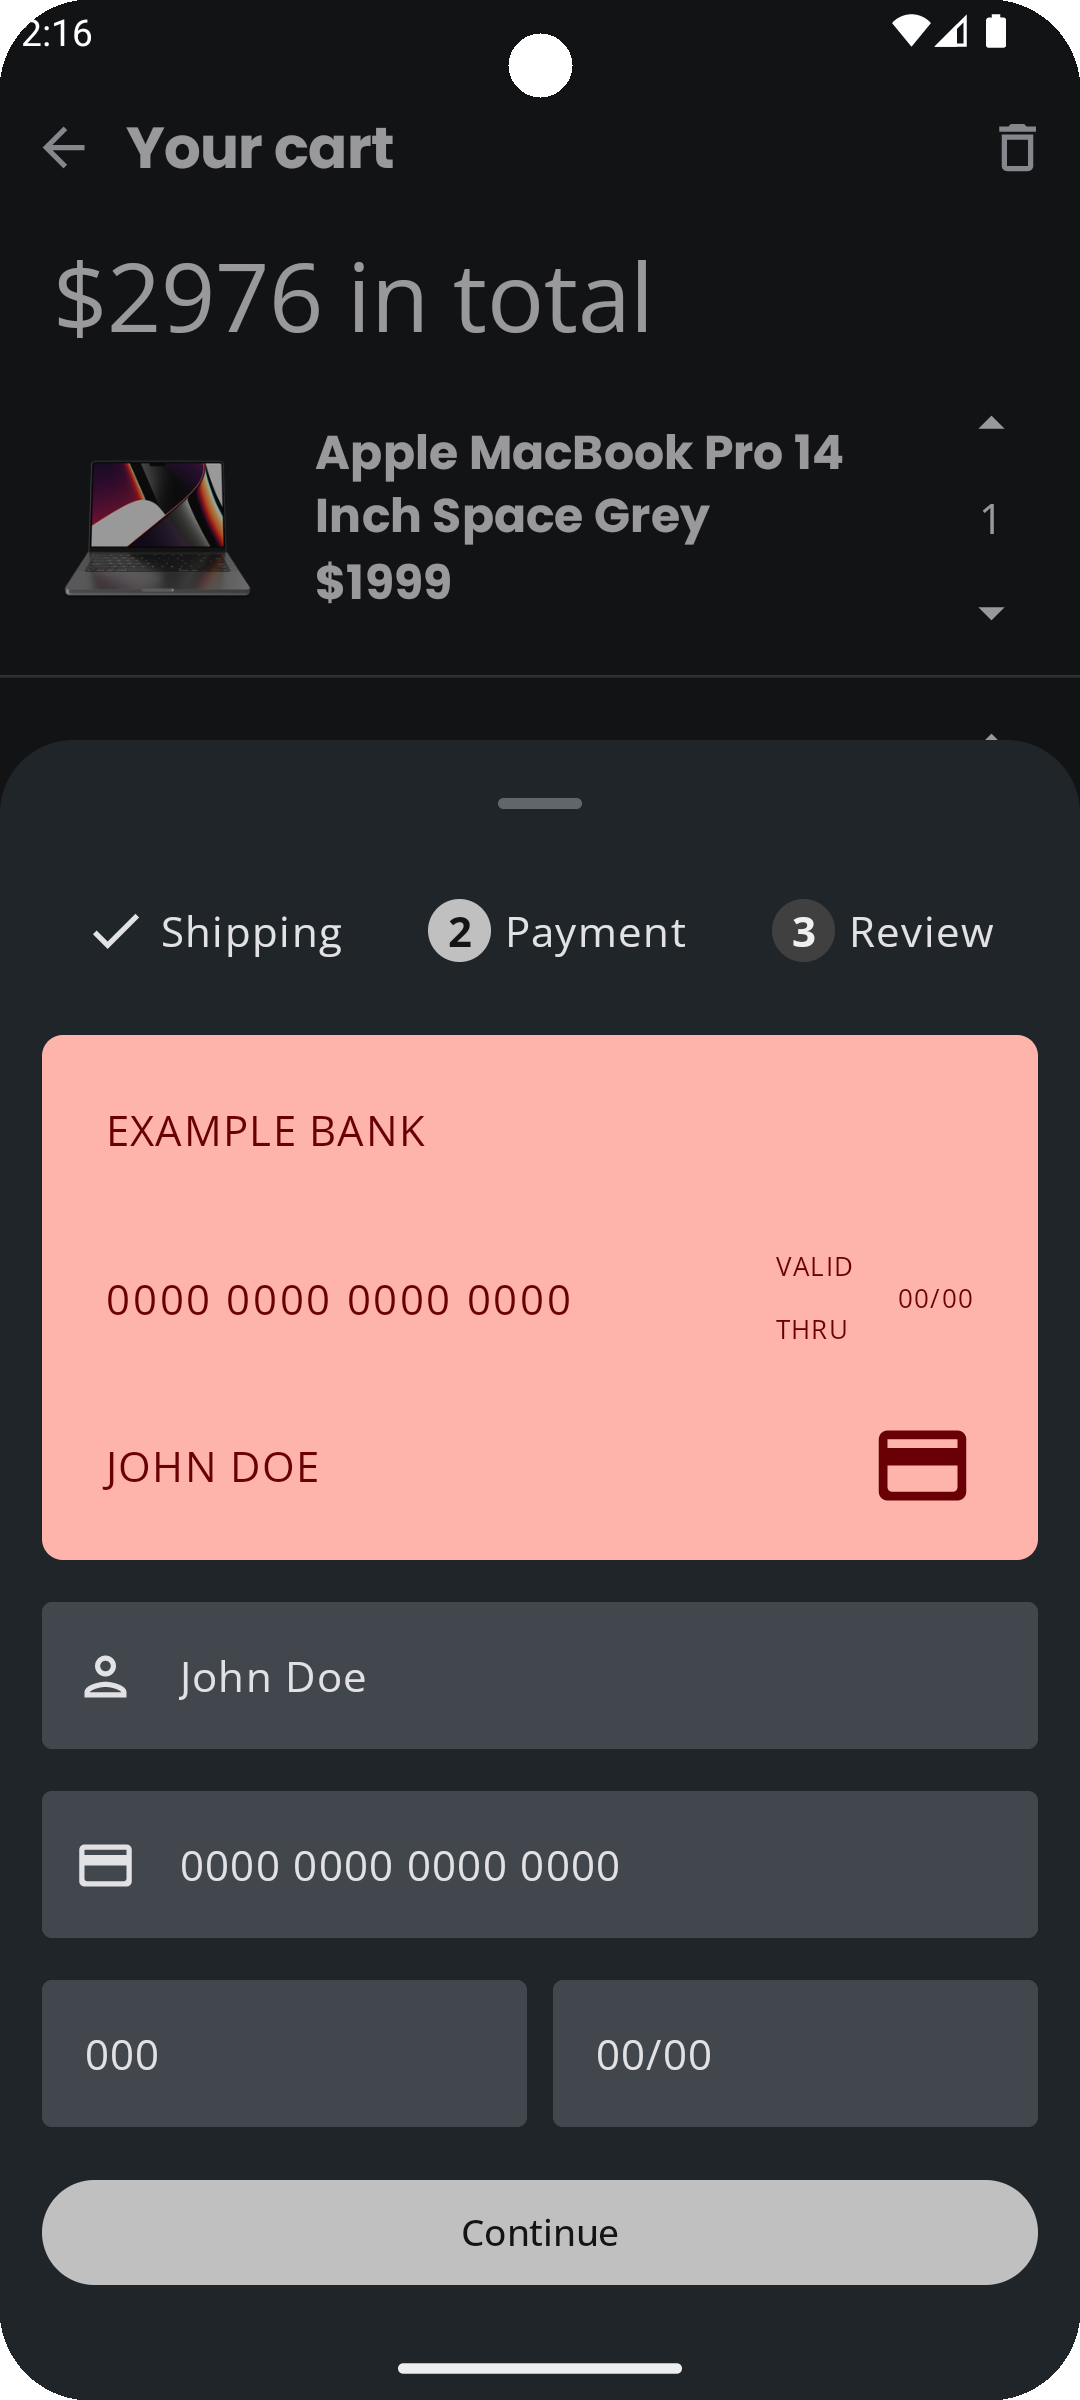 2:16
Your cart
$2976 in total
Apple MacBook Pro 14
Inch Space Grey
$1999
1
Shipping
2 Payment
3 Review
EXAMPLE BANK
0000 0000 0000 0000
VALID
THRU
00/00
JOHN DOE
John Doe
0000 0000 0000 0000
000
00/00
Continue